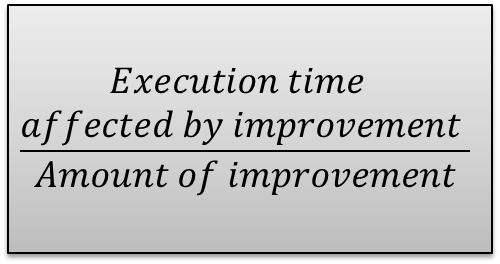 Execution time
affected by improvement
Amount of improvement